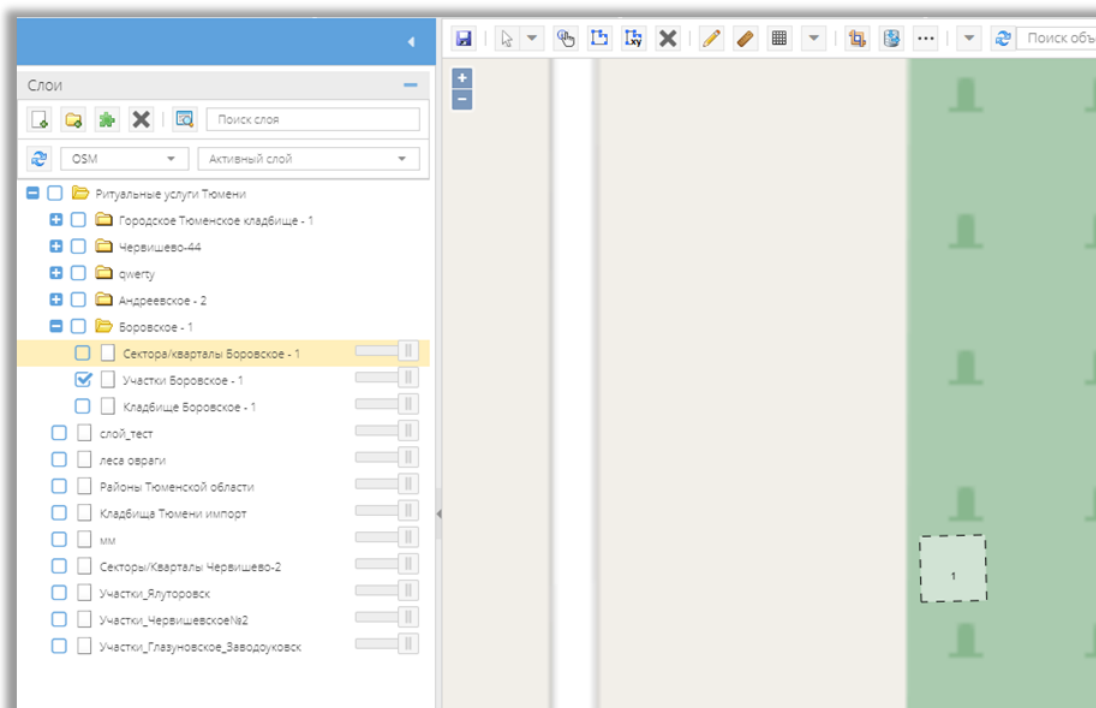 Поиск объ
Слои
Поиск слоя
OSM
Активный слой
Ритуальные услуги Тюмени
Городское Тюменское кладбище - 1
Червишево-44
qwerty
Андреевское - 2
Боровское - 1
Сектора/кварталы Боровское - 1
Участки Боровское - 1
Кладбище Боровское - 1
слой_тест
леса овраги
Районы Тюменской области
Кладбища Тюмени импорт
мм
Секторы/Кварталы Червишево-2
Участки_Ялуторовск
Участки_Червишевское№2
Участки_Глазуновское_Заводоуковск
xy
1